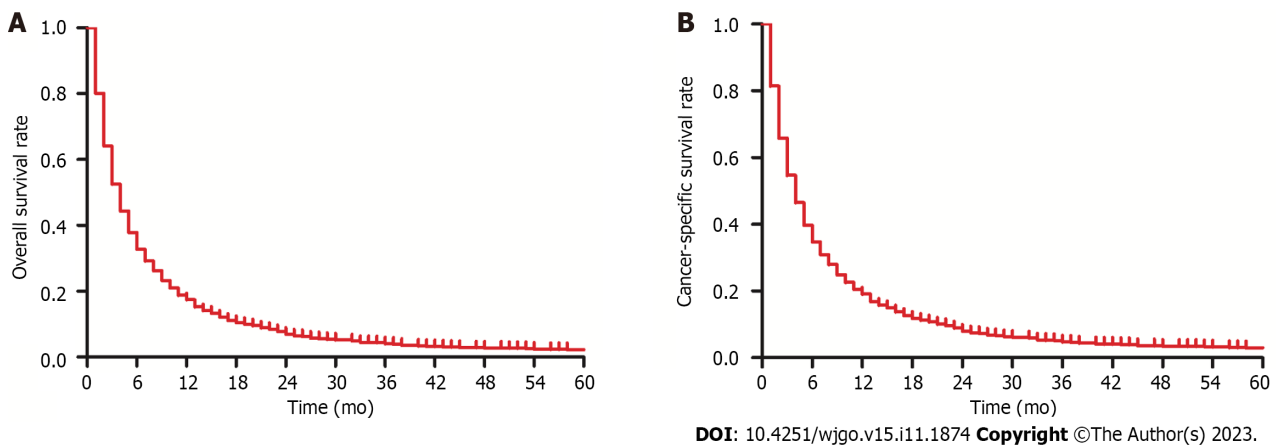 A
1.0
0.8
0.6
0.4
0.2
0.0
Overall survival rate
0 6 12 18 24 30 36 42 48 54 60
Time (mo)
B
1.0
0.8
0.6
0.4
0.2
0.0
Cancer-specific survival rate
0 6 12 18 24 30 36 42 48 54 60
Time (mo)
DOI: 10.4251/wjgo.v15.i11.1874 Copyright ©The Author(s) 2023.